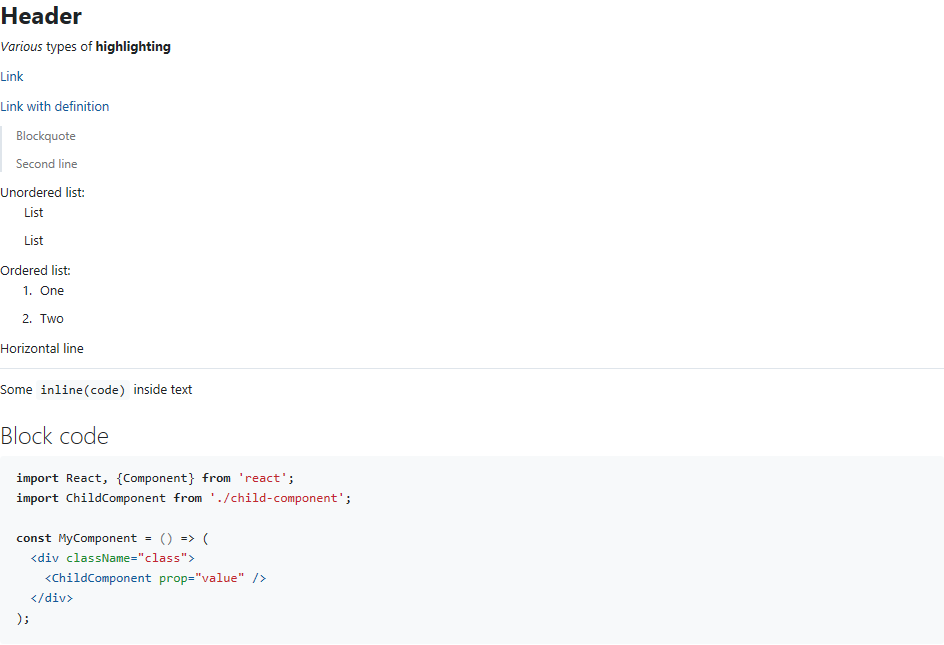 Header
Various types of highlighting
Link
Link with definition
Blockquote
Second line
Unordered list:
List
List
Ordered list:
1. One
2. Two
Horizontal line
Some inline(code) inside text
Block code
import React, {Component} from 'react';
import ChildComponent from './child-component';
const MyComponent = () => (
  <div className="class">
    <ChildComponent prop="value" />
  </div>
);